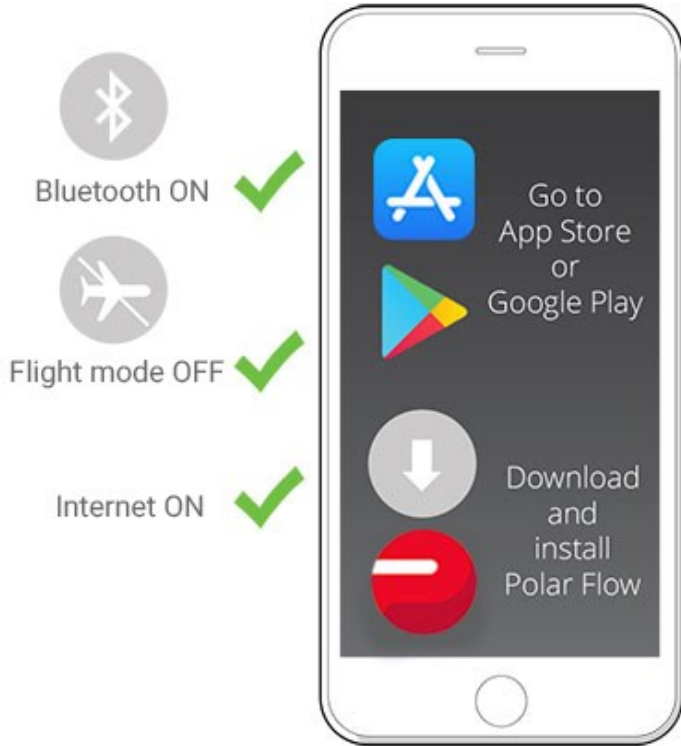 Bluetooth ON
Flight mode OFF
Internet ON
Go to
App Store
or
Google Play
Download
and
install
Polar Flow